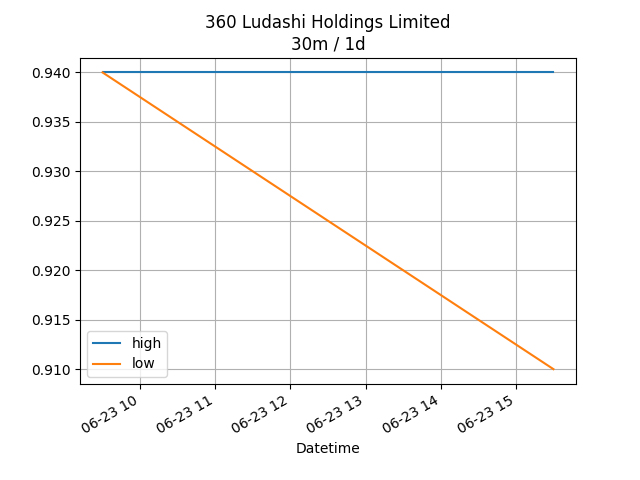 360 Ludashi Holdings Limited
30m / 1d
0.940
0.935
0.930
0.925
0.920
0.915
0.910
high
low
06-23 10
06-23 11
06-23 12
06-23 13
06-23 14
06-23 15
Datetime